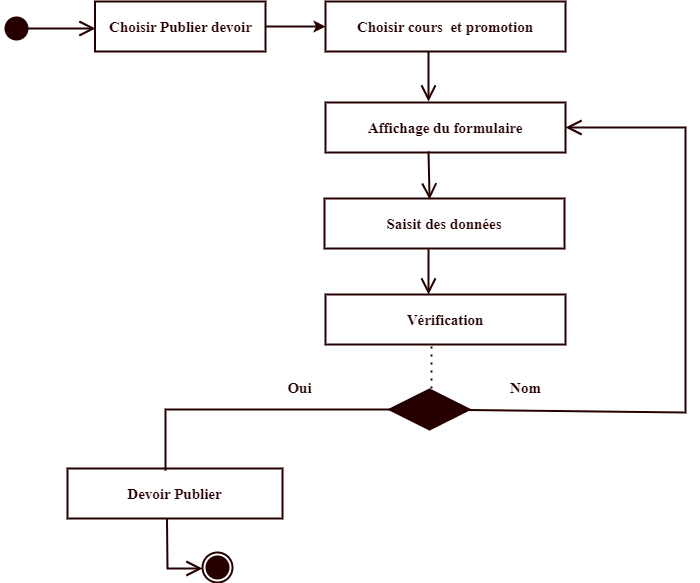 Choisir Publier devoir
Choisir cours et promotion
Affichage du formulaire
Saisit des données
Vérification
Oui
Nom
Devoir Publier